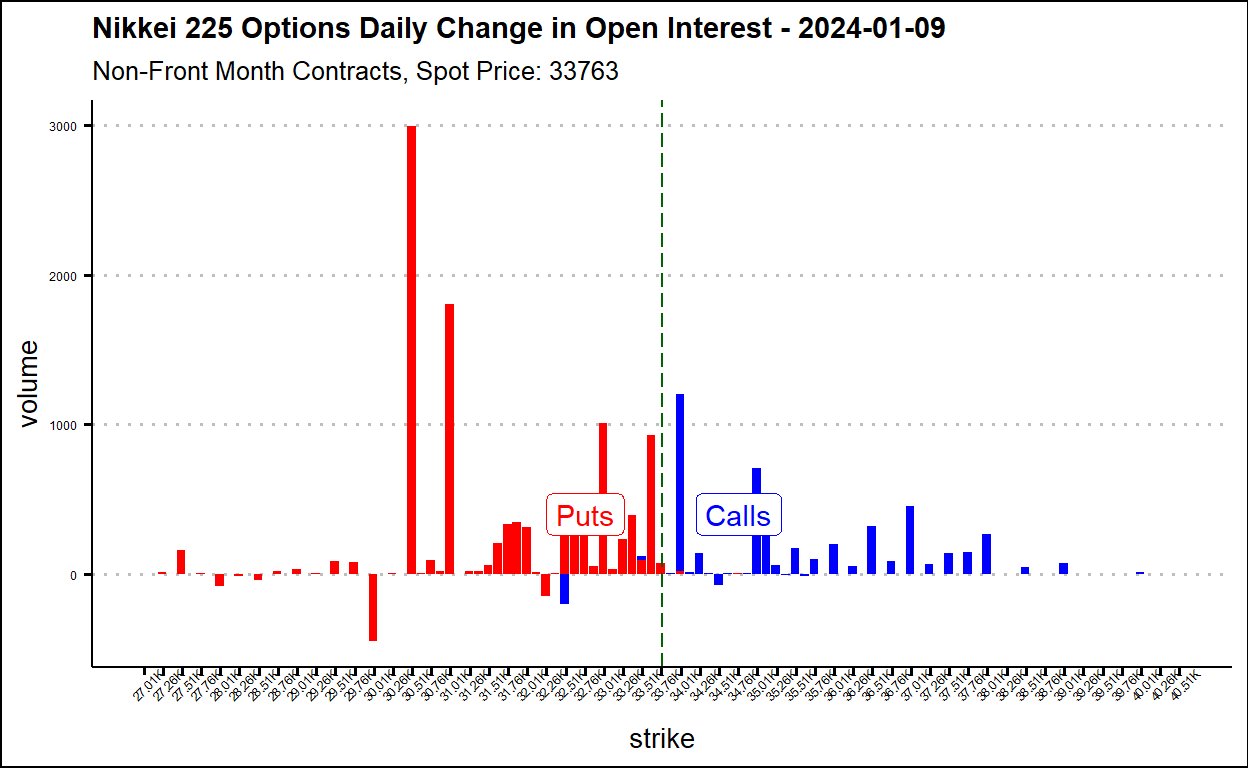 Nikkei 225 Options Daily Change in Open Interest - 2024-01-09
Non-Front Month Contracts, Spot Price: 33763
volume
3000
2000
1000
0
Puts
Calls
27.01K
27.26K
27.51K
27.76K
28.01K
28.26K
28.51K
28.76K
29.01K
29.26K
29.51K
29.76K
30.01K
30.26K
30.51K
30.76K
31.01K
31.26K
31.51K
31.76K
32.01K
32.26K
32.51K
32.76K
33.01K
33.26K
33.51K
33.76K
34.01K
34.26K
34.51K
34.76K
35.01K
35.26K
35.51K
35.76K
36.01K
36.26K
36.51K
36.76K
37.01K
37.26K
37.51K
37.76K
38.01K
38.26K
38.51K
38.76K
39.01K
39.26K
39.51K
39.76K
40.01K
40.26K
40.51K
strike